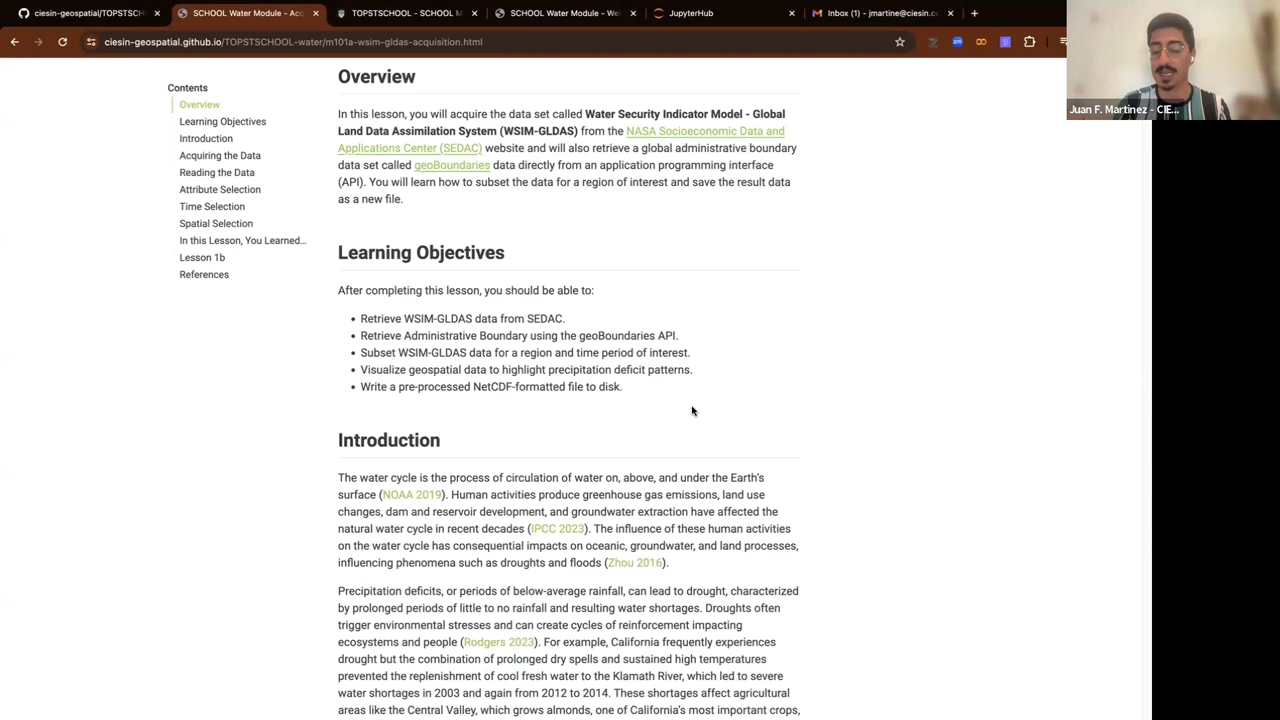 ciesin-geospatial/TOPSTSCH
SCHOOL Water Module - Acq
TOPSTSCHOOL - SCHOOL M
SCHOOL Water Module - Wel
JupyterHub
Inbox (1) - jmartine@ciesin.co
ciesin-geospatial.github.io/TOPSTSCHOOL-water/m101a-wsim-gldas-acquisition.html
Juan F. Martinez - CIE...
Contents
Overview
Learning Objectives
Introduction
Acquiring the Data
Reading the Data
Attribute Selection
Time Selection
Spatial Selection
In this Lesson, You Learned...
Lesson 1b
References
Overview
In this lesson, you will acquire the data set called Water Security Indicator Model - Global
Land Data Assimilation System (WSIM-GLDAS) from the NASA Socioeconomic Data and
Applications Center (SEDAC) website and will also retrieve a global administrative boundary
data set called geoBoundaries data directly from an application programming interface
(API). You will learn how to subset the data for a region of interest and save the result data
as a new file.
Learning Objectives
After completing this lesson, you should be able to:
• Retrieve WSIM-GLDAS data from SEDAC.
• Retrieve Administrative Boundary using the geoBoundaries API.
• Subset WSIM-GLDAS data for a region and time period of interest.
• Visualize geospatial data to highlight precipitation deficit patterns.
• Write a pre-processed NetCDF-formatted file to disk.
Introduction
The water cycle is the process of circulation of water on, above, and under the Earth's
surface (NOAA 2019). Human activities produce greenhouse gas emissions, land use
changes, dam and reservoir development, and groundwater extraction have affected the
natural water cycle in recent decades (IPCC 2023). The influence of these human activities
on the water cycle has consequential impacts on oceanic, groundwater, and land processes,
influencing phenomena such as droughts and floods (Zhou 2016).
Precipitation deficits, or periods of below-average rainfall, can lead to drought, characterized
by prolonged periods of little to no rainfall and resulting water shortages. Droughts often
trigger environmental stresses and can create cycles of reinforcement impacting
ecosystems and people (Rodgers 2023). For example, California frequently experiences
drought but the combination of prolonged dry spells and sustained high temperatures
prevented the replenishment of cool fresh water to the Klamath River, which led to severe
water shortages in 2003 and again from 2012 to 2014. These shortages affect agricultural
areas like the Central Valley, which grows almonds, one of California's most important crops,